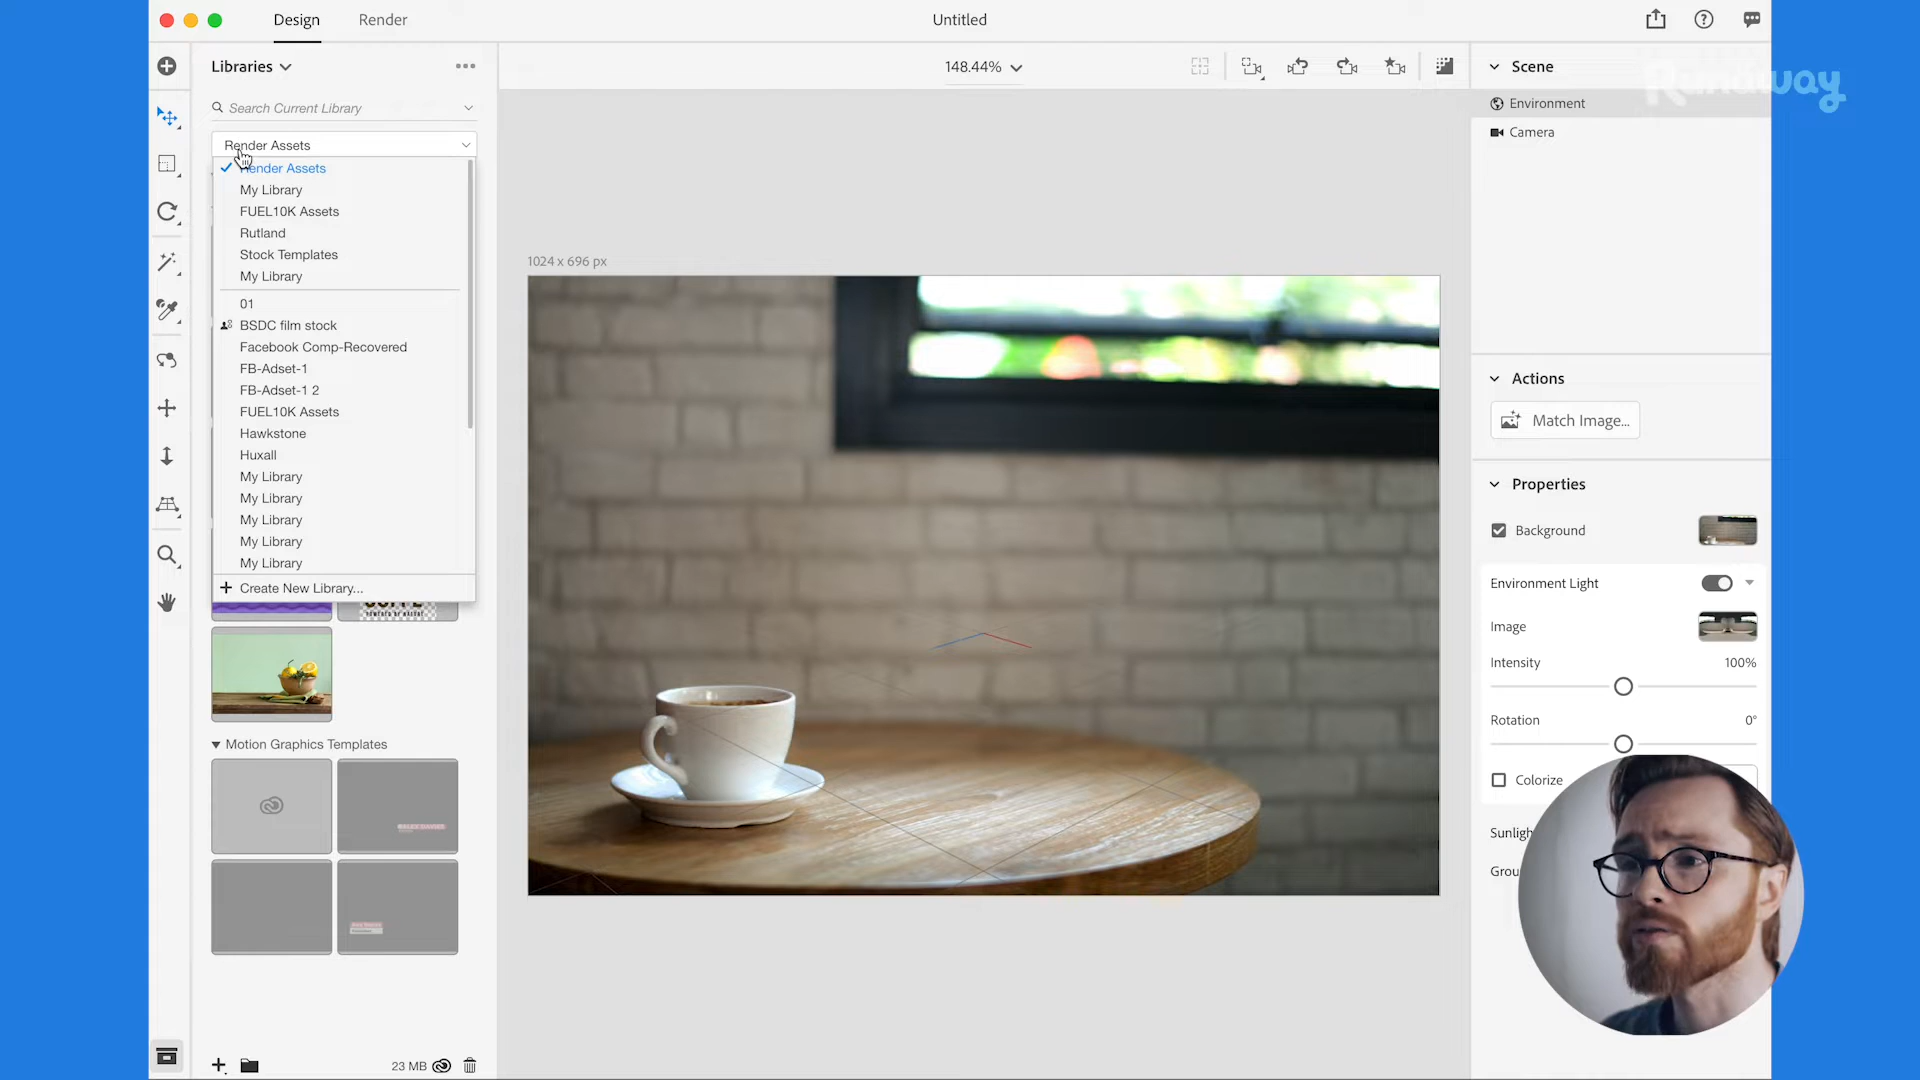 Design
Render
Untitled
Libraries
148.44%
Scene
Runaway
Search Current Library
Environment
Render Assets
Camera
Render Assets
My Library
FUEL10K Assets
Rutland
Stock Templates
My Library
1024 x 696 px
01
BSDC film stock
Facebook Comp-Recovered
FB-Adset-1
Actions
FB-Adset-1 2
FUEL10K Assets
Match Image...
Hawkstone
Huxall
My Library
Properties
My Library
My Library
Background
My Library
My Library
Create New Library...
Environment Light
POWERED BY NATURE
Image
Intensity
100%
Rotation
0°
Motion Graphics Templates
Colorize
Sunligh
Grou
23 MB